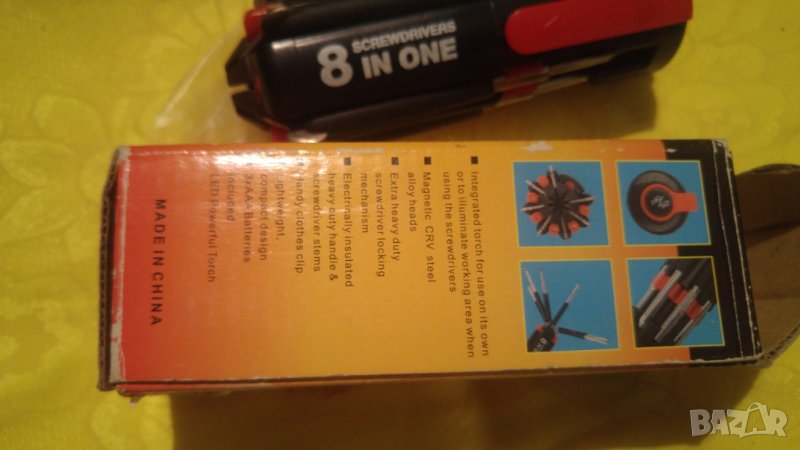 8 SCREWDRIVERS
IN ONE
■ Integrated torch for use on its own
or to illuminate working area when
using the screwdrivers
■ Magnetic CRV steel
alloy heads
■ Extra heavy duty
screwdriver locking
mechanism
■ Electrically insulated
heavy duty handle &
screwdriver stems
Handy clothes clip
Lightweight,
compact design
3xAAA Batteries
included
LED Powerful Torch
MADE IN CHINA
BAZAR